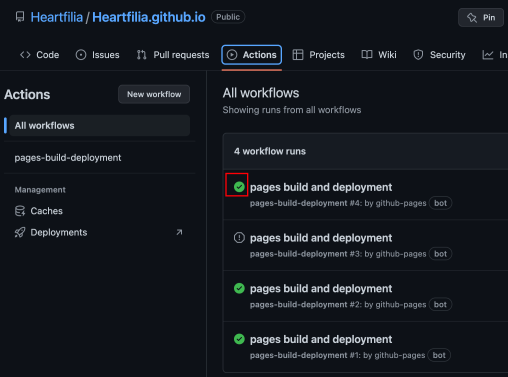 Heartfilia / Heartfilia.github.io Public
Pin
Code Issues Pull requests Actions Projects Wiki Security In
Actions
New workflow
All workflows
pages-build-deployment
Management
Caches
Deployments
All workflows
Showing runs from all workflows
4 workflow runs
pages build and deployment
pages-build-deployment #4: by github-pages bot
pages build and deployment
pages-build-deployment #3: by github-pages bot
pages build and deployment
pages-build-deployment #2: by github-pages bot
pages build and deployment
pages-build-deployment #1: by github-pages bot